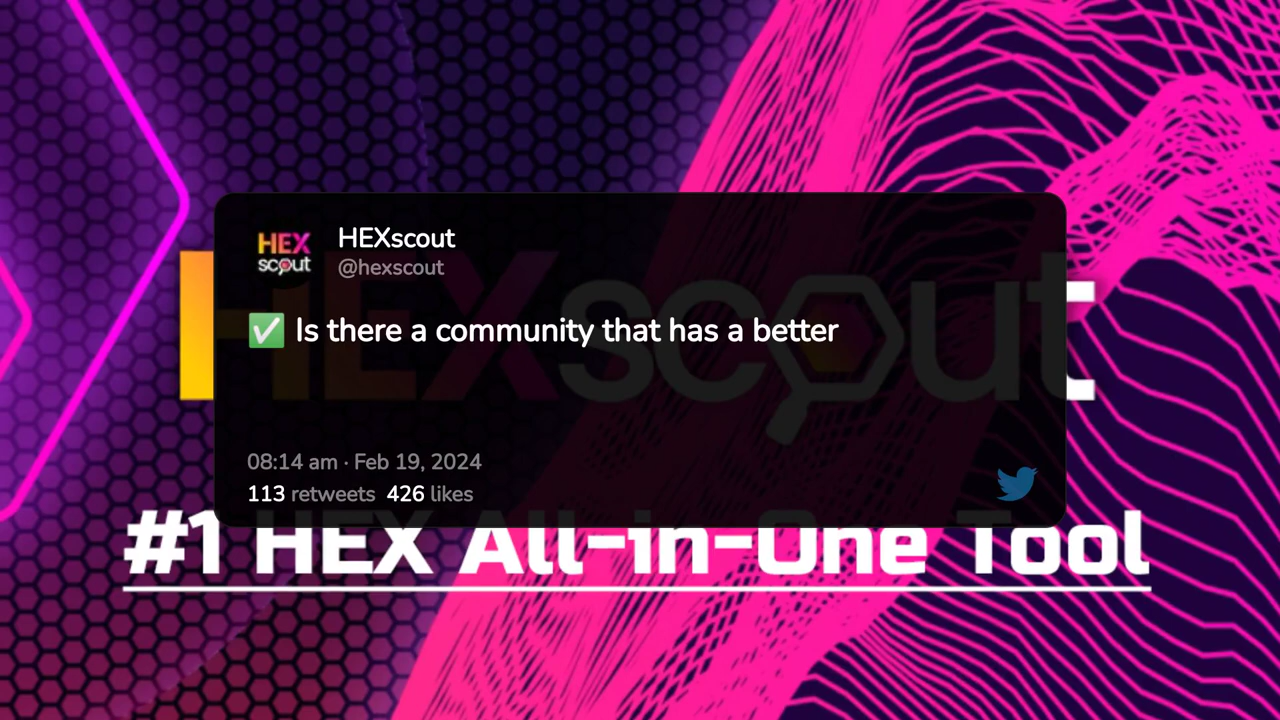 HEX
scout
HEXscout
@hexscout
HEXscout
✅ Is there a community that has a better
08:14 am · Feb 19, 2024
113 retweets 426 likes
#1 HEX All-in-One Tool